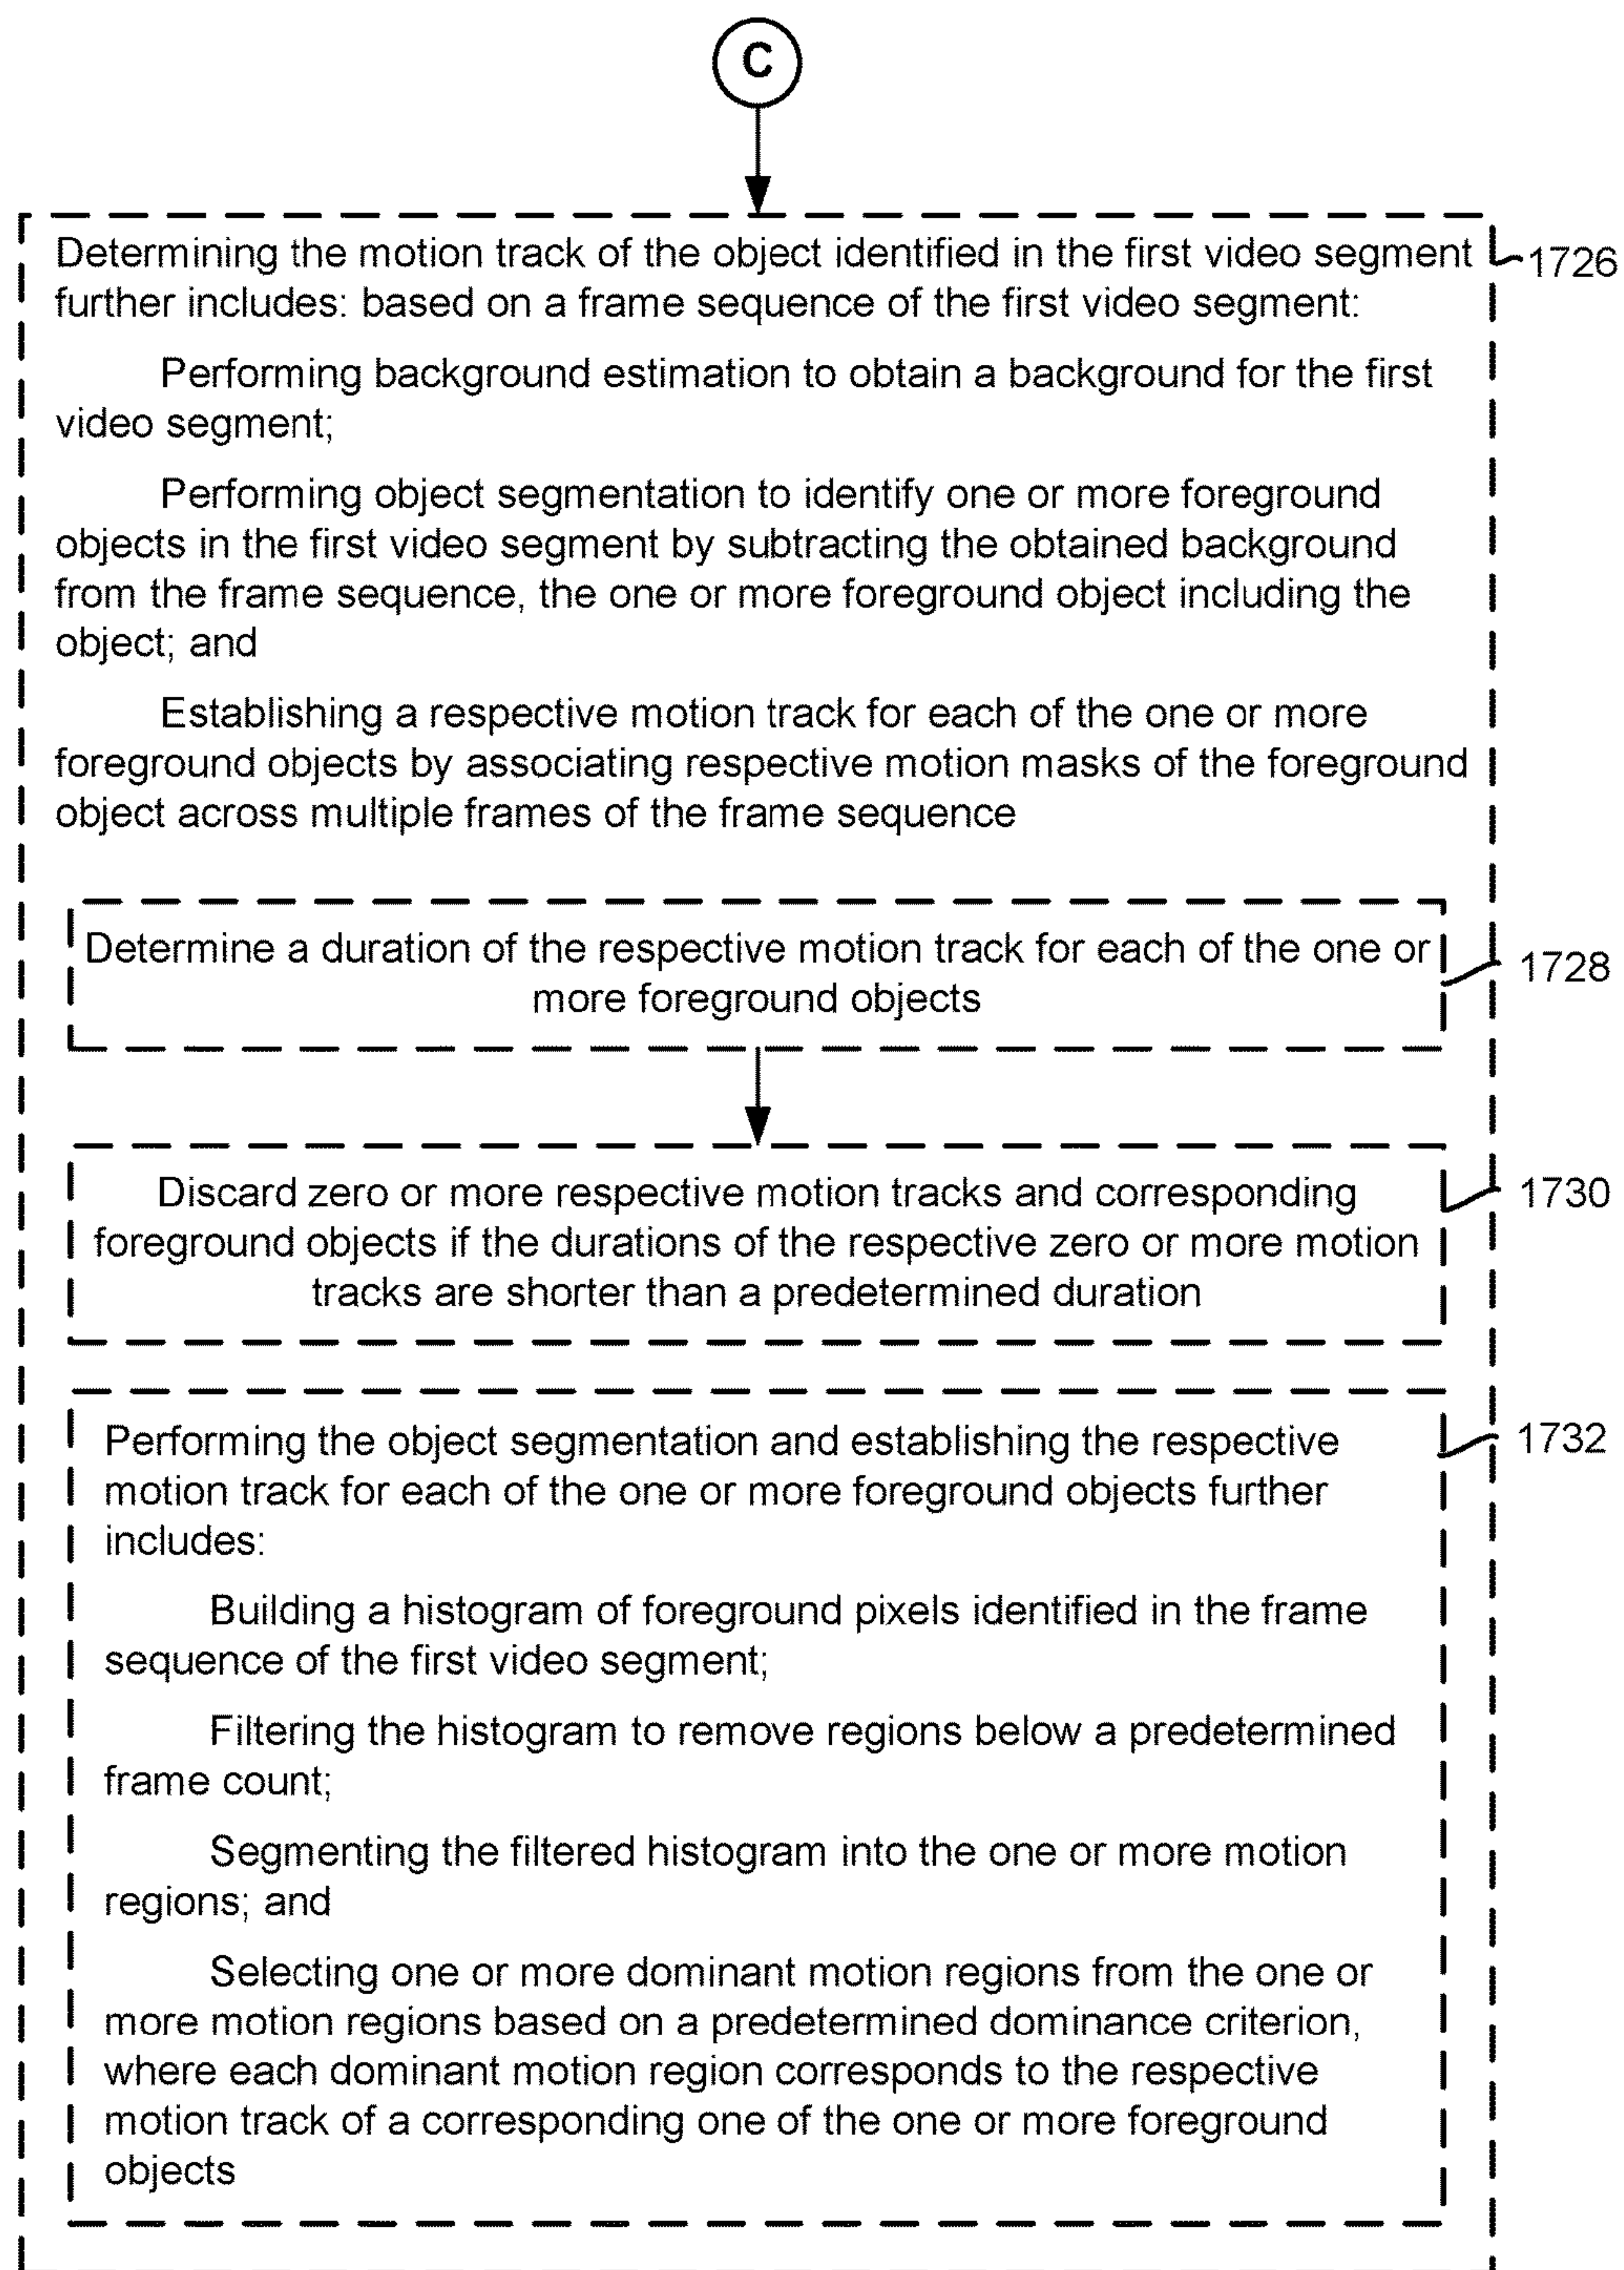 C
Determining the motion track of the object identified in the first video segment
1726
further includes: based on a frame sequence of the first video segment:
Performing background estimation to obtain a background for the first
video segment;
Performing object segmentation to identify one or more foreground
objects in the first video segment by subtracting the obtained background
from the frame sequence, the one or more foreground object including the
object; and
Establishing a respective motion track for each of the one or more
foreground objects by associating respective motion masks of the foreground
object across multiple frames of the frame sequence
Determine a duration of the respective motion track for each of the one or
more foreground objects
1728
Discard zero or more respective motion tracks and corresponding
foreground objects if the durations of the respective zero or more motion
tracks are shorter than a predetermined duration
1730
Performing the object segmentation and establishing the respective
motion track for each of the one or more foreground objects further
includes:
1732
Building a histogram of foreground pixels identified in the frame
sequence of the first video segment;
Filtering the histogram to remove regions below a predetermined
frame count;
Segmenting the filtered histogram into the one or more motion
regions; and
Selecting one or more dominant motion regions from the one or
more motion regions based on a predetermined dominance criterion,
where each dominant motion region corresponds to the respective
motion track of a corresponding one of the one or more foreground
objects